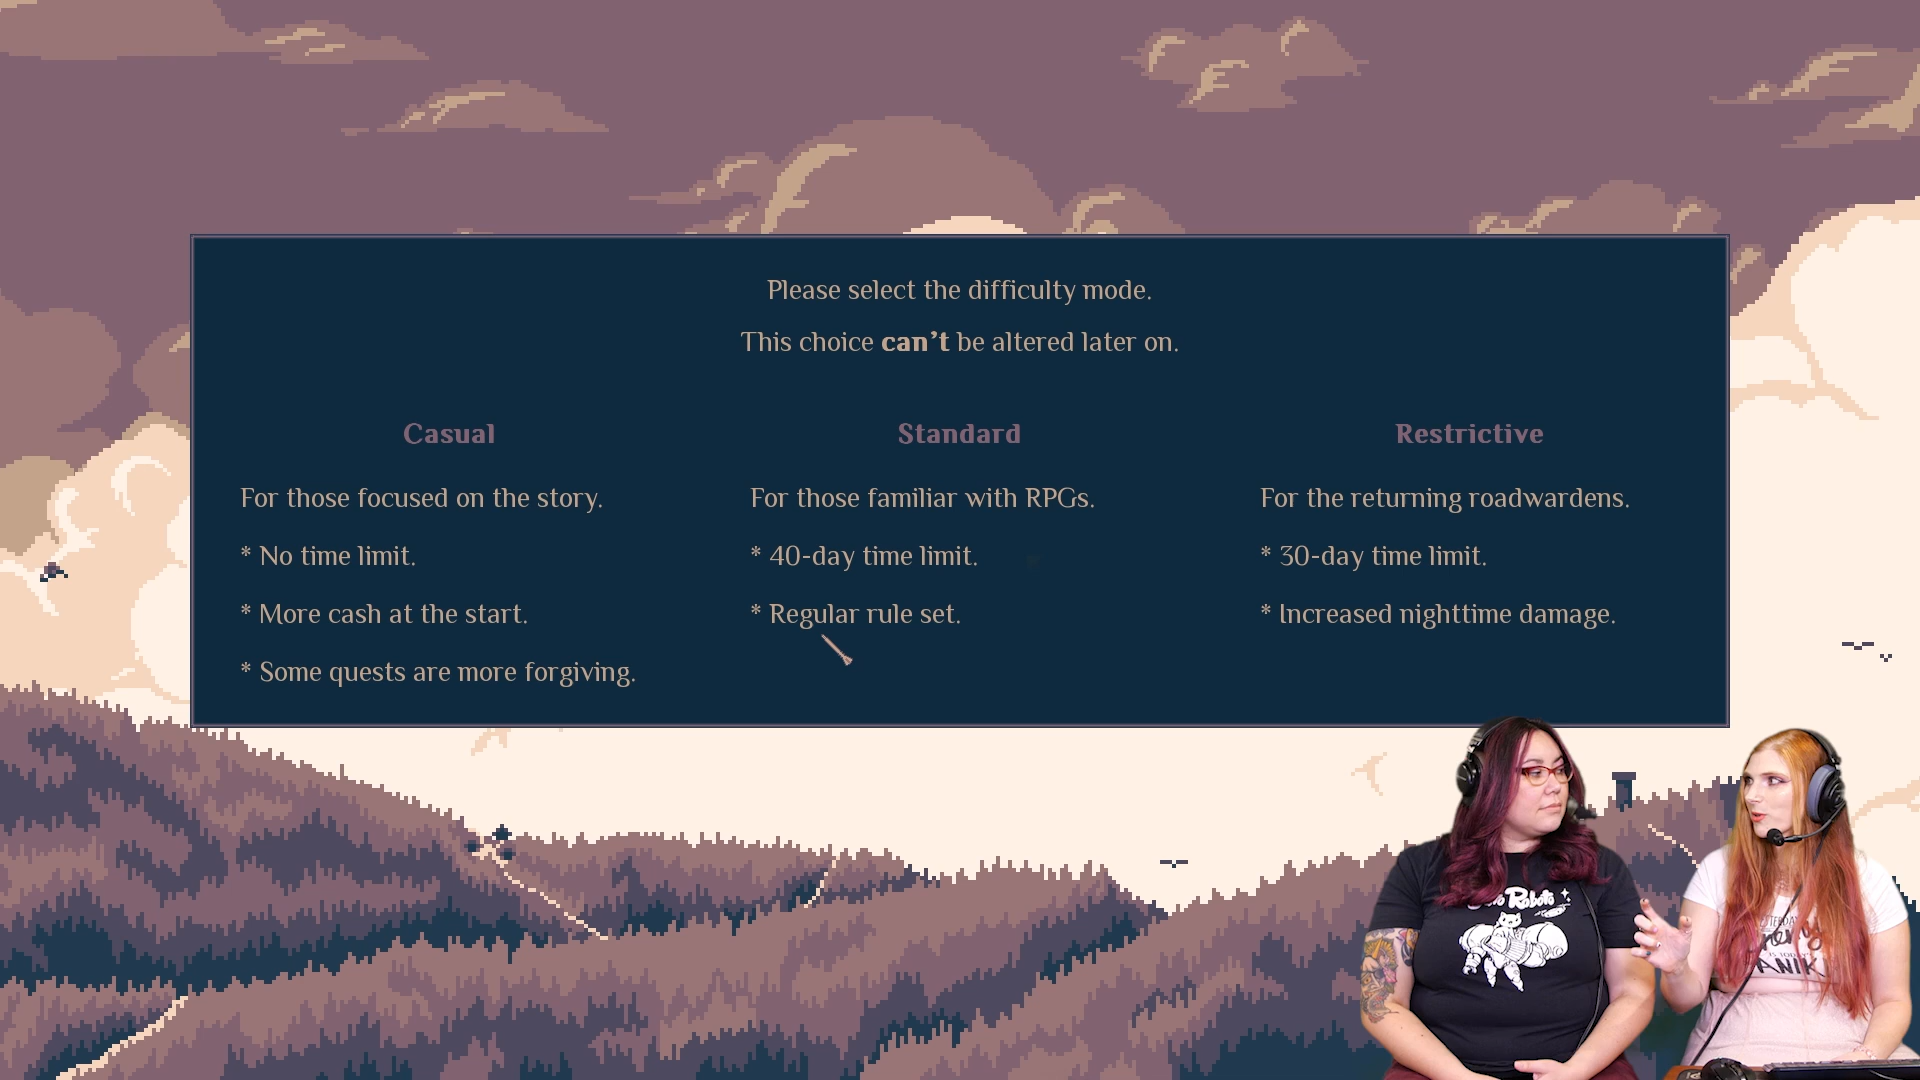 Please select the difficulty mode.
This choice can't be altered later on.
Casual
Standard
Restrictive
For those focused on the story.
* No time limit.
* More cash at the start.
* Some quests are more forgiving.
For those familiar with RPGs.
* 40-day time limit.
* Regular rule set.
For the returning roadwardens.
* 30-day time limit.
* Increased nighttime damage.
Roboto